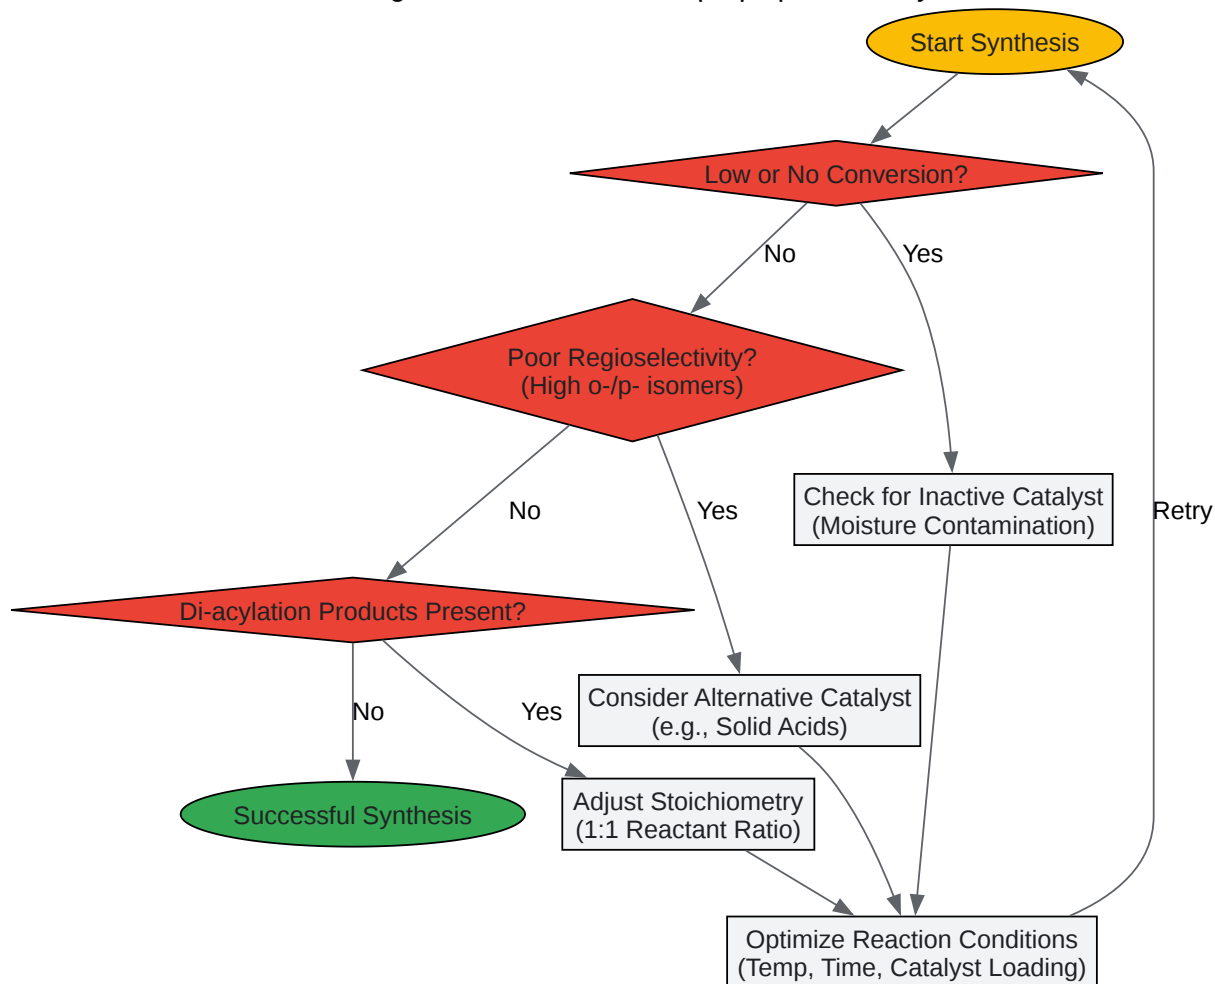 Start Synthesis
Low or No Conversion?
No
Yes
Poor Regioselectivity?
(High o-/p- isomers)
Check for Inactive Catalyst
(Moisture Contamination)
No
Yes
Retry
Di-acylation Products Present?
Consider Alternative Catalyst
(e.g., Solid Acids)
No
Yes
Successful Synthesis
Adjust Stoichiometry
(1:1 Reactant Ratio)
Optimize Reaction Conditions
(Temp, Time, Catalyst Loading)